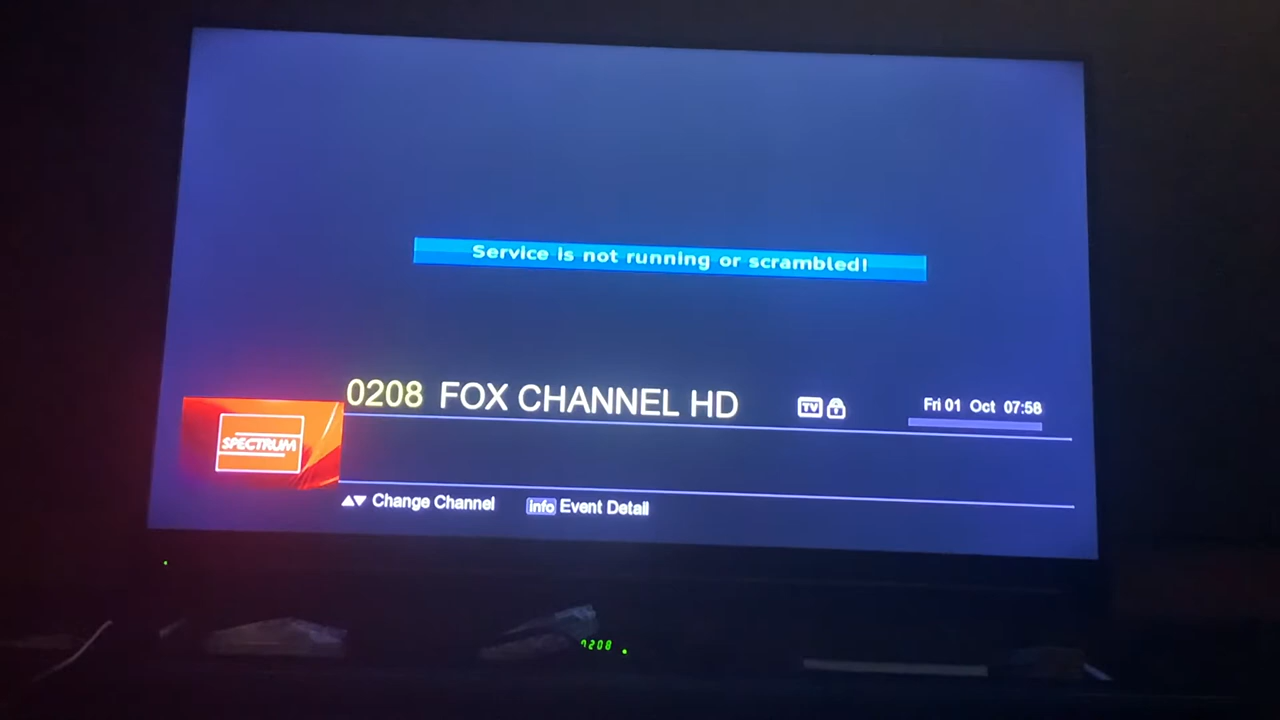 Service is not running or scrambled!
0208 FOX CHANNEL HD
TV
Fri 01 Oct 07:58
SPECTRUM
▲▼ Change Channel
info Event Detail
0208